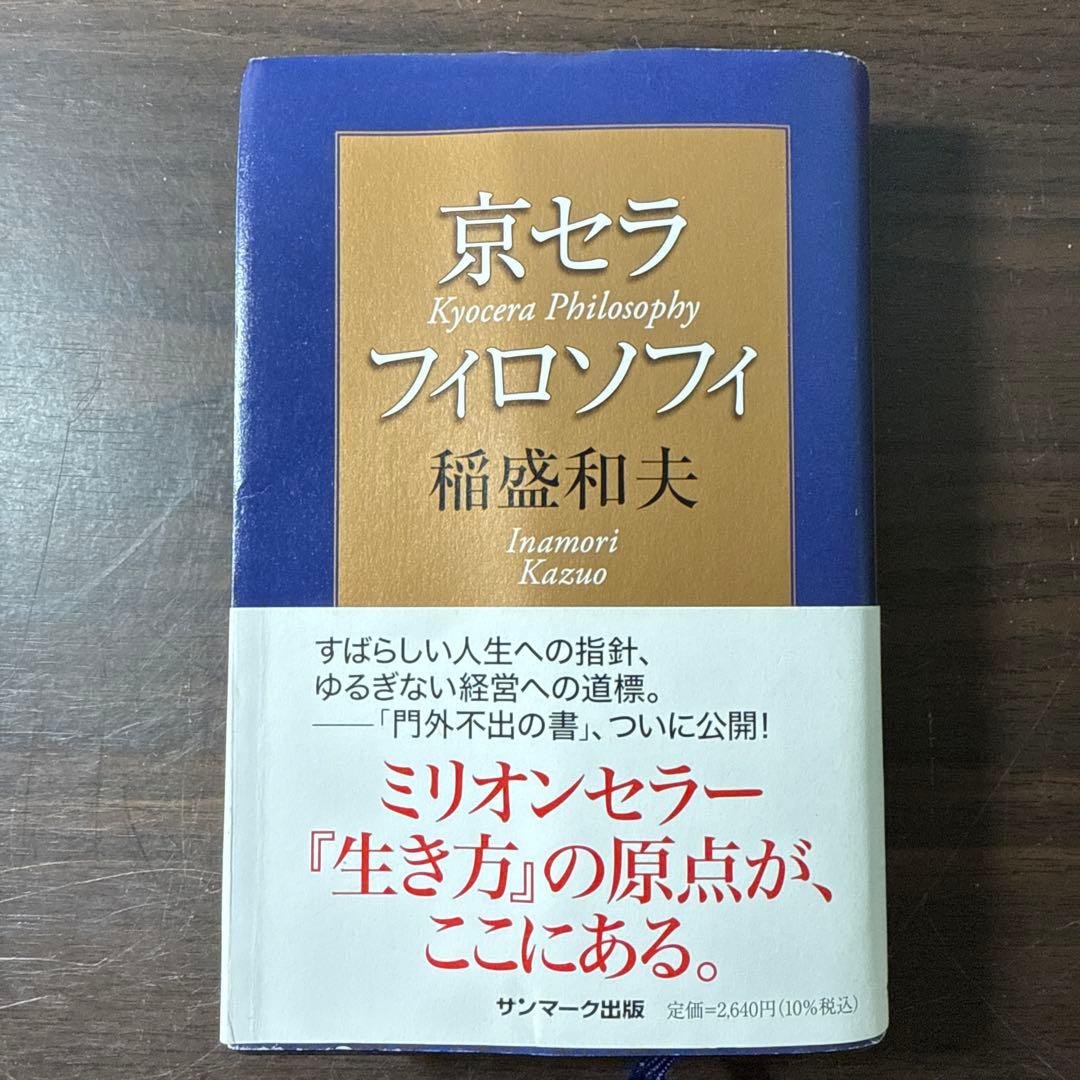 京セラ
Kyocera Philosophy
フィロソフィ
稲盛和夫
Inamori
Kazuo
すばらしい人生への指針、
ゆるぎない経営への道標。
――「門外不出の書」、ついに公開！
ミリオンセラー
『生き方』の原点が、
ここにある。
サンマーク出版 定価=2,640円(10%税込)